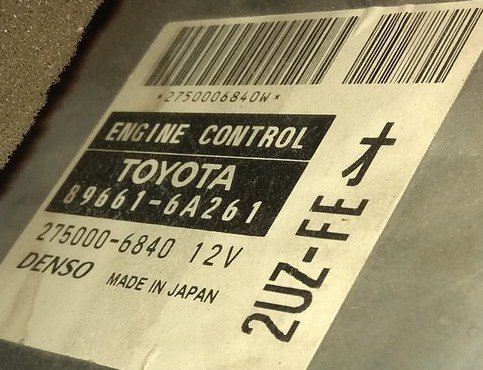 *2750006840W*
ENGINE CONTROL
TOYOTA
89661-6A261
275000-6840 12V
DENSO MADE IN JAPAN
2UZ-FE オ